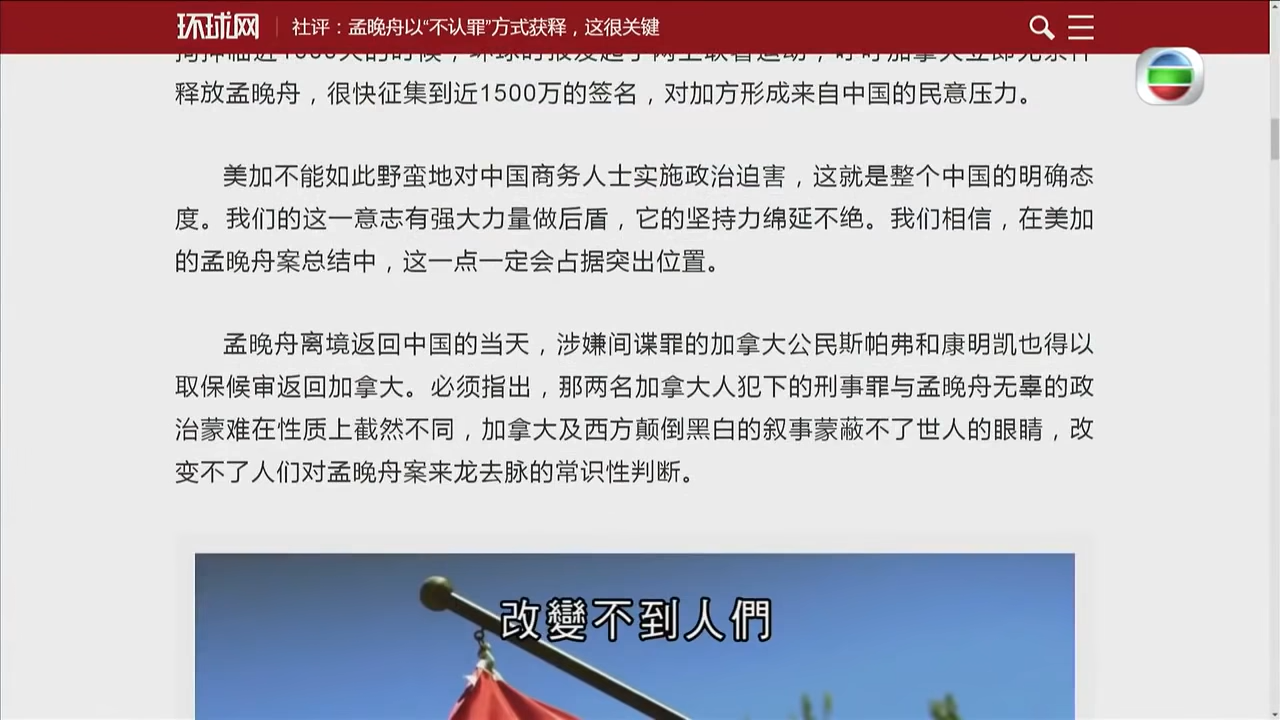 环球网
社评：孟晚舟以“不认罪”方式获释，这很关键
释放孟晚舟，很快征集到近1500万的签名，对加方形成来自中国的民意压力。
美加不能如此野蛮地对中国商务人士实施政治迫害，这就是整个中国的明确态
度。我们的这一意志有强大力量做后盾，它的坚持力绵延不绝。我们相信，在美加
的孟晚舟案总结中，这一点一定会占据突出位置。
孟晚舟离境返回中国的当天，涉嫌间谍罪的加拿大公民斯帕弗和康明凯也得以
取保候审返回加拿大。必须指出，那两名加拿大人犯下的刑事罪与孟晚舟无辜的政
治蒙难在性质上截然不同，加拿大及西方颠倒黑白的叙事蒙蔽不了世人的眼睛，改
变不了人们对孟晚舟案来龙去脉的常识性判断。
改變不到人們